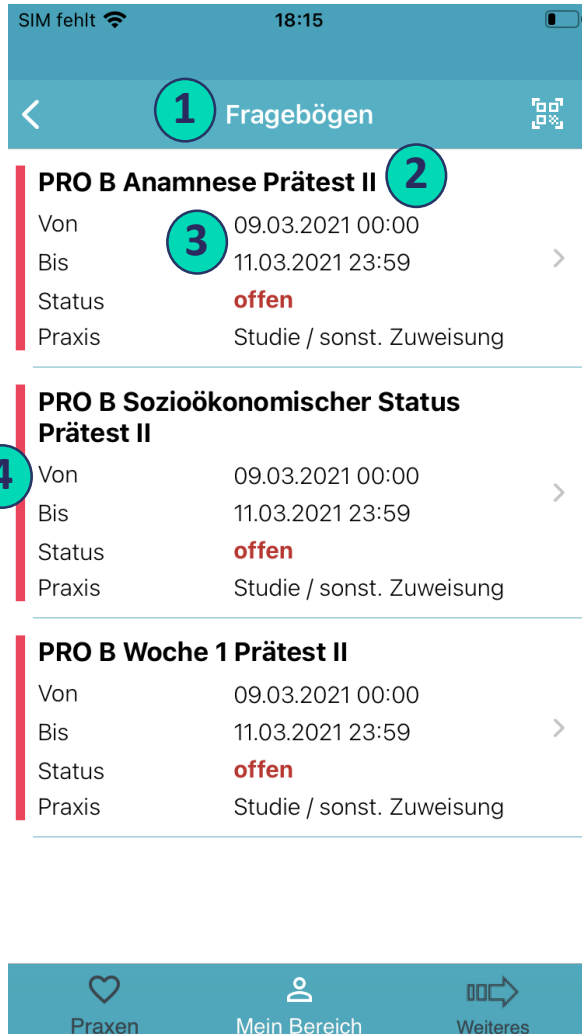 SIM fehlt 18:15
1 Fragebögen
PRO B Anamnese Prätest II 2
Von 3 09.03.2021 00:00
Bis 11.03.2021 23:59
Status offen
Praxis Studie / sonst. Zuweisung
PRO B Sozioökonomischer Status
Prätest II
4 Von 09.03.2021 00:00
Bis 11.03.2021 23:59
Status offen
Praxis Studie / sonst. Zuweisung
PRO B Woche 1 Prätest II
Von 09.03.2021 00:00
Bis 11.03.2021 23:59
Status offen
Praxis Studie / sonst. Zuweisung
Praxen Mein Bereich Weiteres